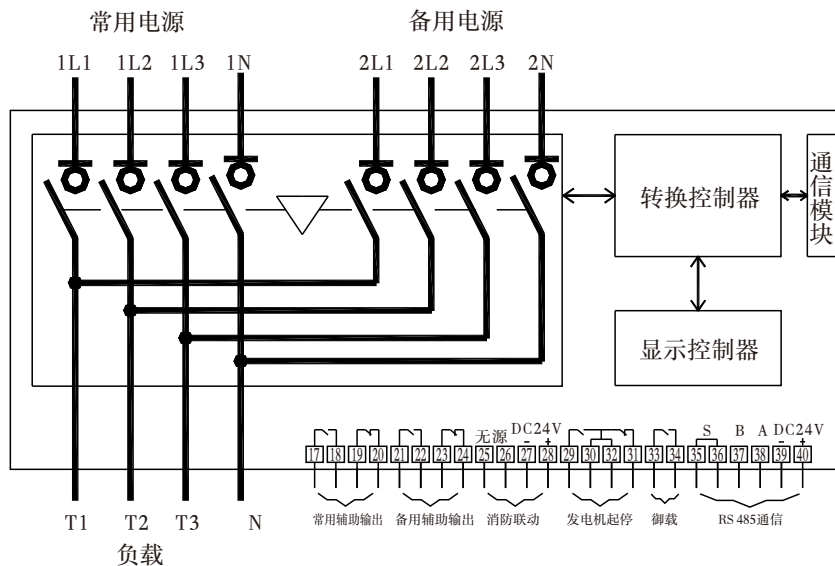 常用电源 备用电源
1L1 1L2 1L3 1N 2L1 2L2 2L3 2N
转换控制器
通信模块
显示控制器
无源 DC24V S B A DC24V
− + − +
17 18 19 20 21 22 23 24 25 26 27 28 29 30 32 31 33 34 35 36 37 38 39 40
T1 T2 T3 N 常用辅助输出 备用辅助输出 消防联动 发电机起停 御载 RS 485通信
负载